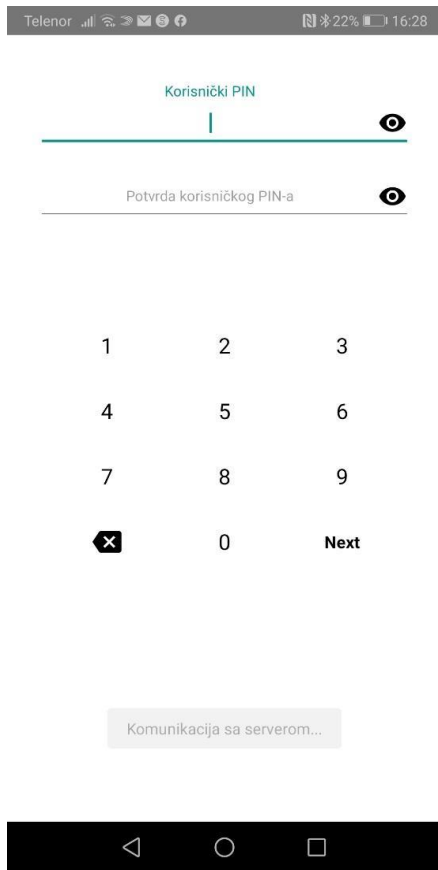 Telenor 22% 16:28
Korisnički PIN
Potvrda korisničkog PIN-a
1 2 3
4 5 6
7 8 9
0 Next
Komunikacija sa serverom...